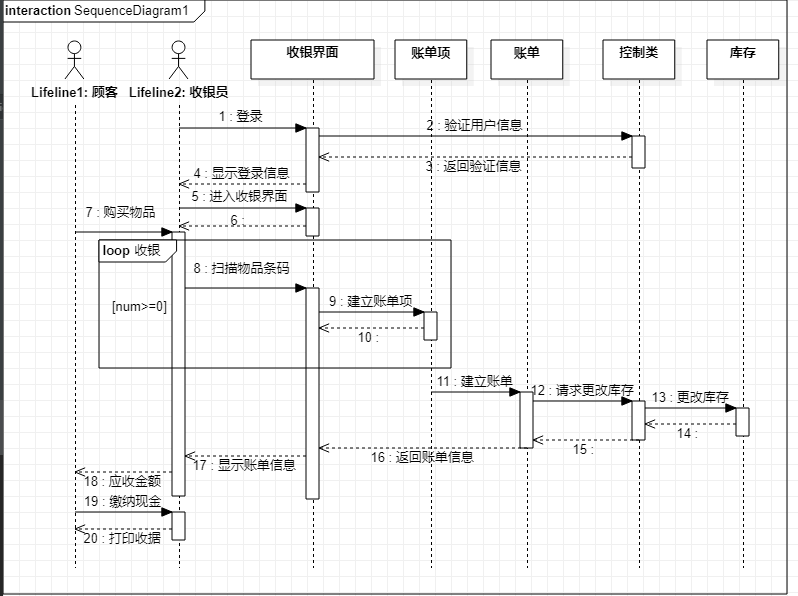 interaction SequenceDiagram1
收银界面
账单项
账单
控制类
库存
Lifeline1: 顾客
Lifeline2: 收银员
1 : 登录
2 : 验证用户信息
3 : 返回验证信息
4 : 显示登录信息
5 : 进入收银界面
6 :
7 : 购买物品
loop 收银
8 : 扫描物品条码
[num>=0]
9 : 建立账单项
10 :
11 : 建立账单
12 : 请求更改库存
13 : 更改库存
14 :
15 :
16 : 返回账单信息
17 : 显示账单信息
18 : 应收金额
19 : 缴纳现金
20 : 打印收据